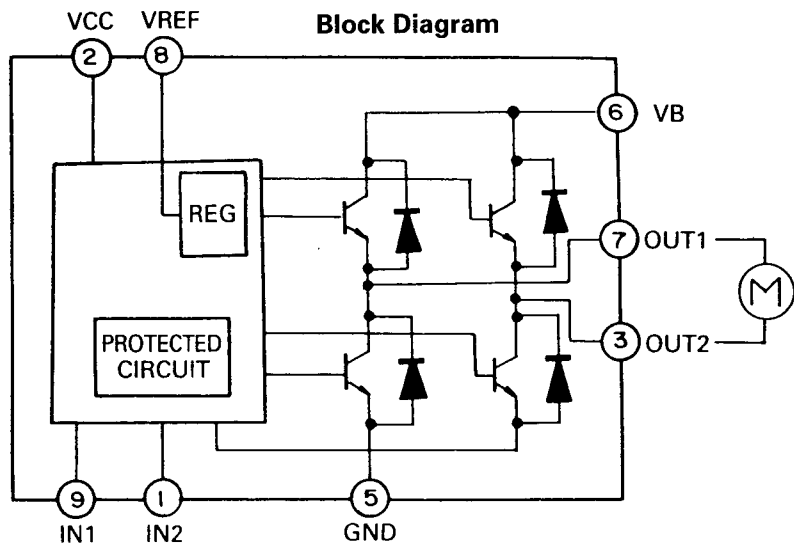 Block Diagram
VCC VREF
2 8
6 VB
REG
7 OUT1
M
PROTECTED
CIRCUIT
3 OUT2
9 1 5
IN1 IN2 GND